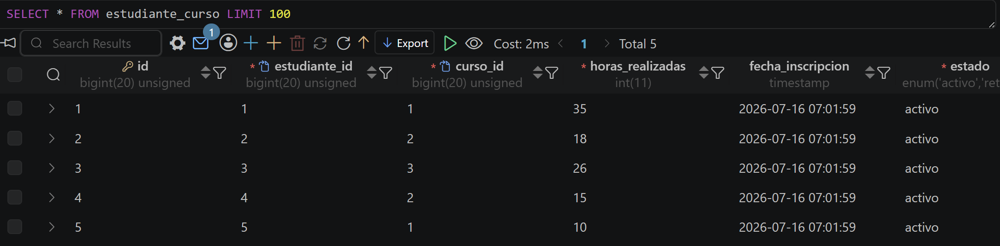 SELECT * FROM estudiante_curso LIMIT 100
Search Results 1 Export Cost: 2ms 1 Total 5
id * estudiante_id * curso_id * horas_realizadas fecha_inscripcion * estado
bigint(20) unsigned bigint(20) unsigned bigint(20) unsigned int(11) timestamp enum('activo','ret
1 1 1 35 2026-07-16 07:01:59 activo
2 2 2 18 2026-07-16 07:01:59 activo
3 3 3 26 2026-07-16 07:01:59 activo
4 4 2 15 2026-07-16 07:01:59 activo
5 5 1 10 2026-07-16 07:01:59 activo